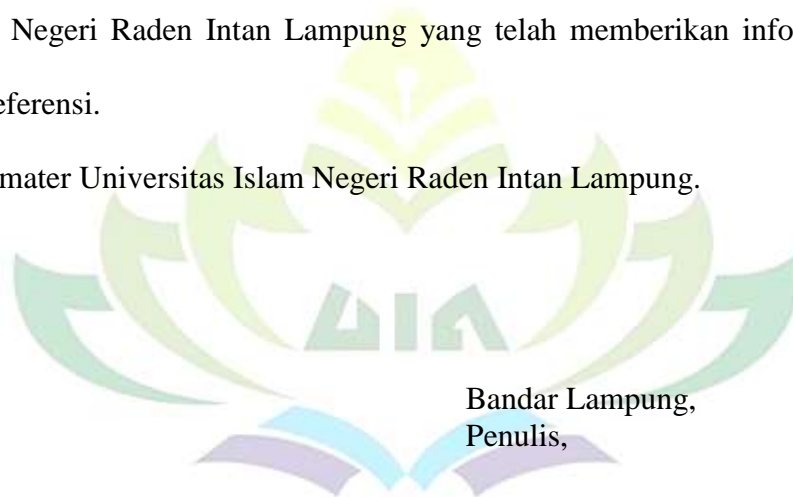 Negeri Raden Intan Lampung yang telah memberikan info
eferensi.
mater Universitas Islam Negeri Raden Intan Lampung.
UIN
Bandar Lampung,
Penulis,